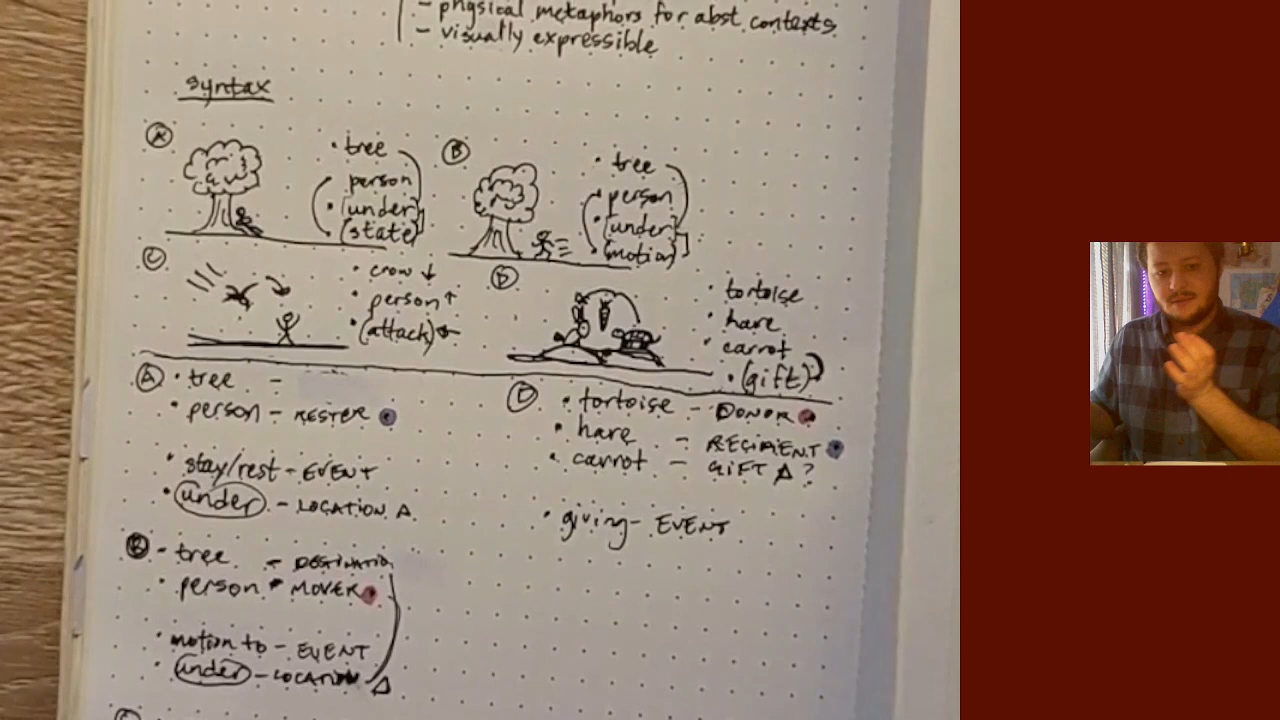 - physical metaphors for abst contexts
- visually expressible
syntax
A
• tree
person
• (under)
(state)
B
• tree
• person
• (under)
(motion)
C
• crow ↓
• person ↑
• (attack)
D
• tortoise
• hare
• carrot
• (gift)
A • tree -
• person - RESTER
• stay/rest - EVENT
• under - LOCATION Δ
B - tree - DESTINATIO
• person - MOVER
• motion to - EVENT
• under - LOCATION Δ
D • tortoise - DONOR
• hare - RECIPIENT
• carrot - GIFT Δ ?
• giving - EVENT